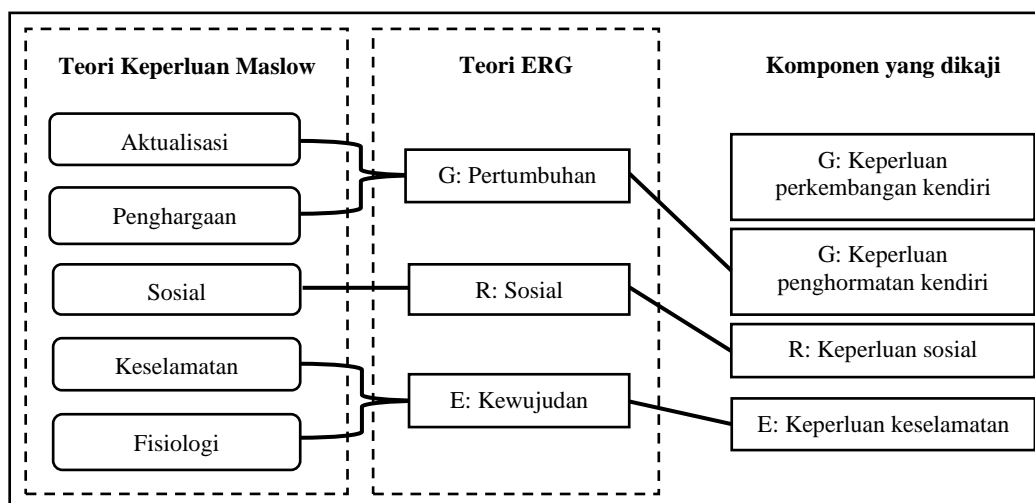 Teori Keperluan Maslow
Aktualisasi
Penghargaan
Sosial
Keselamatan
Fisiologi
Teori ERG
G: Pertumbuhan
R: Sosial
E: Kewujudan
Komponen yang dikaji
G: Keperluan
perkembangan kendiri
G: Keperluan
penghormatan kendiri
R: Keperluan sosial
E: Keperluan keselamatan